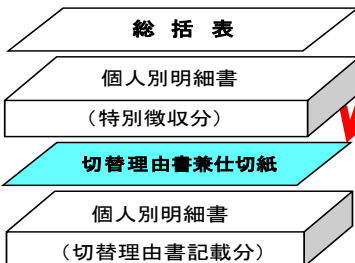 総括表
個人別明細書
（特別徴収分）
切替理由書兼仕切紙
個人別明細書
（切替理由書記載分）